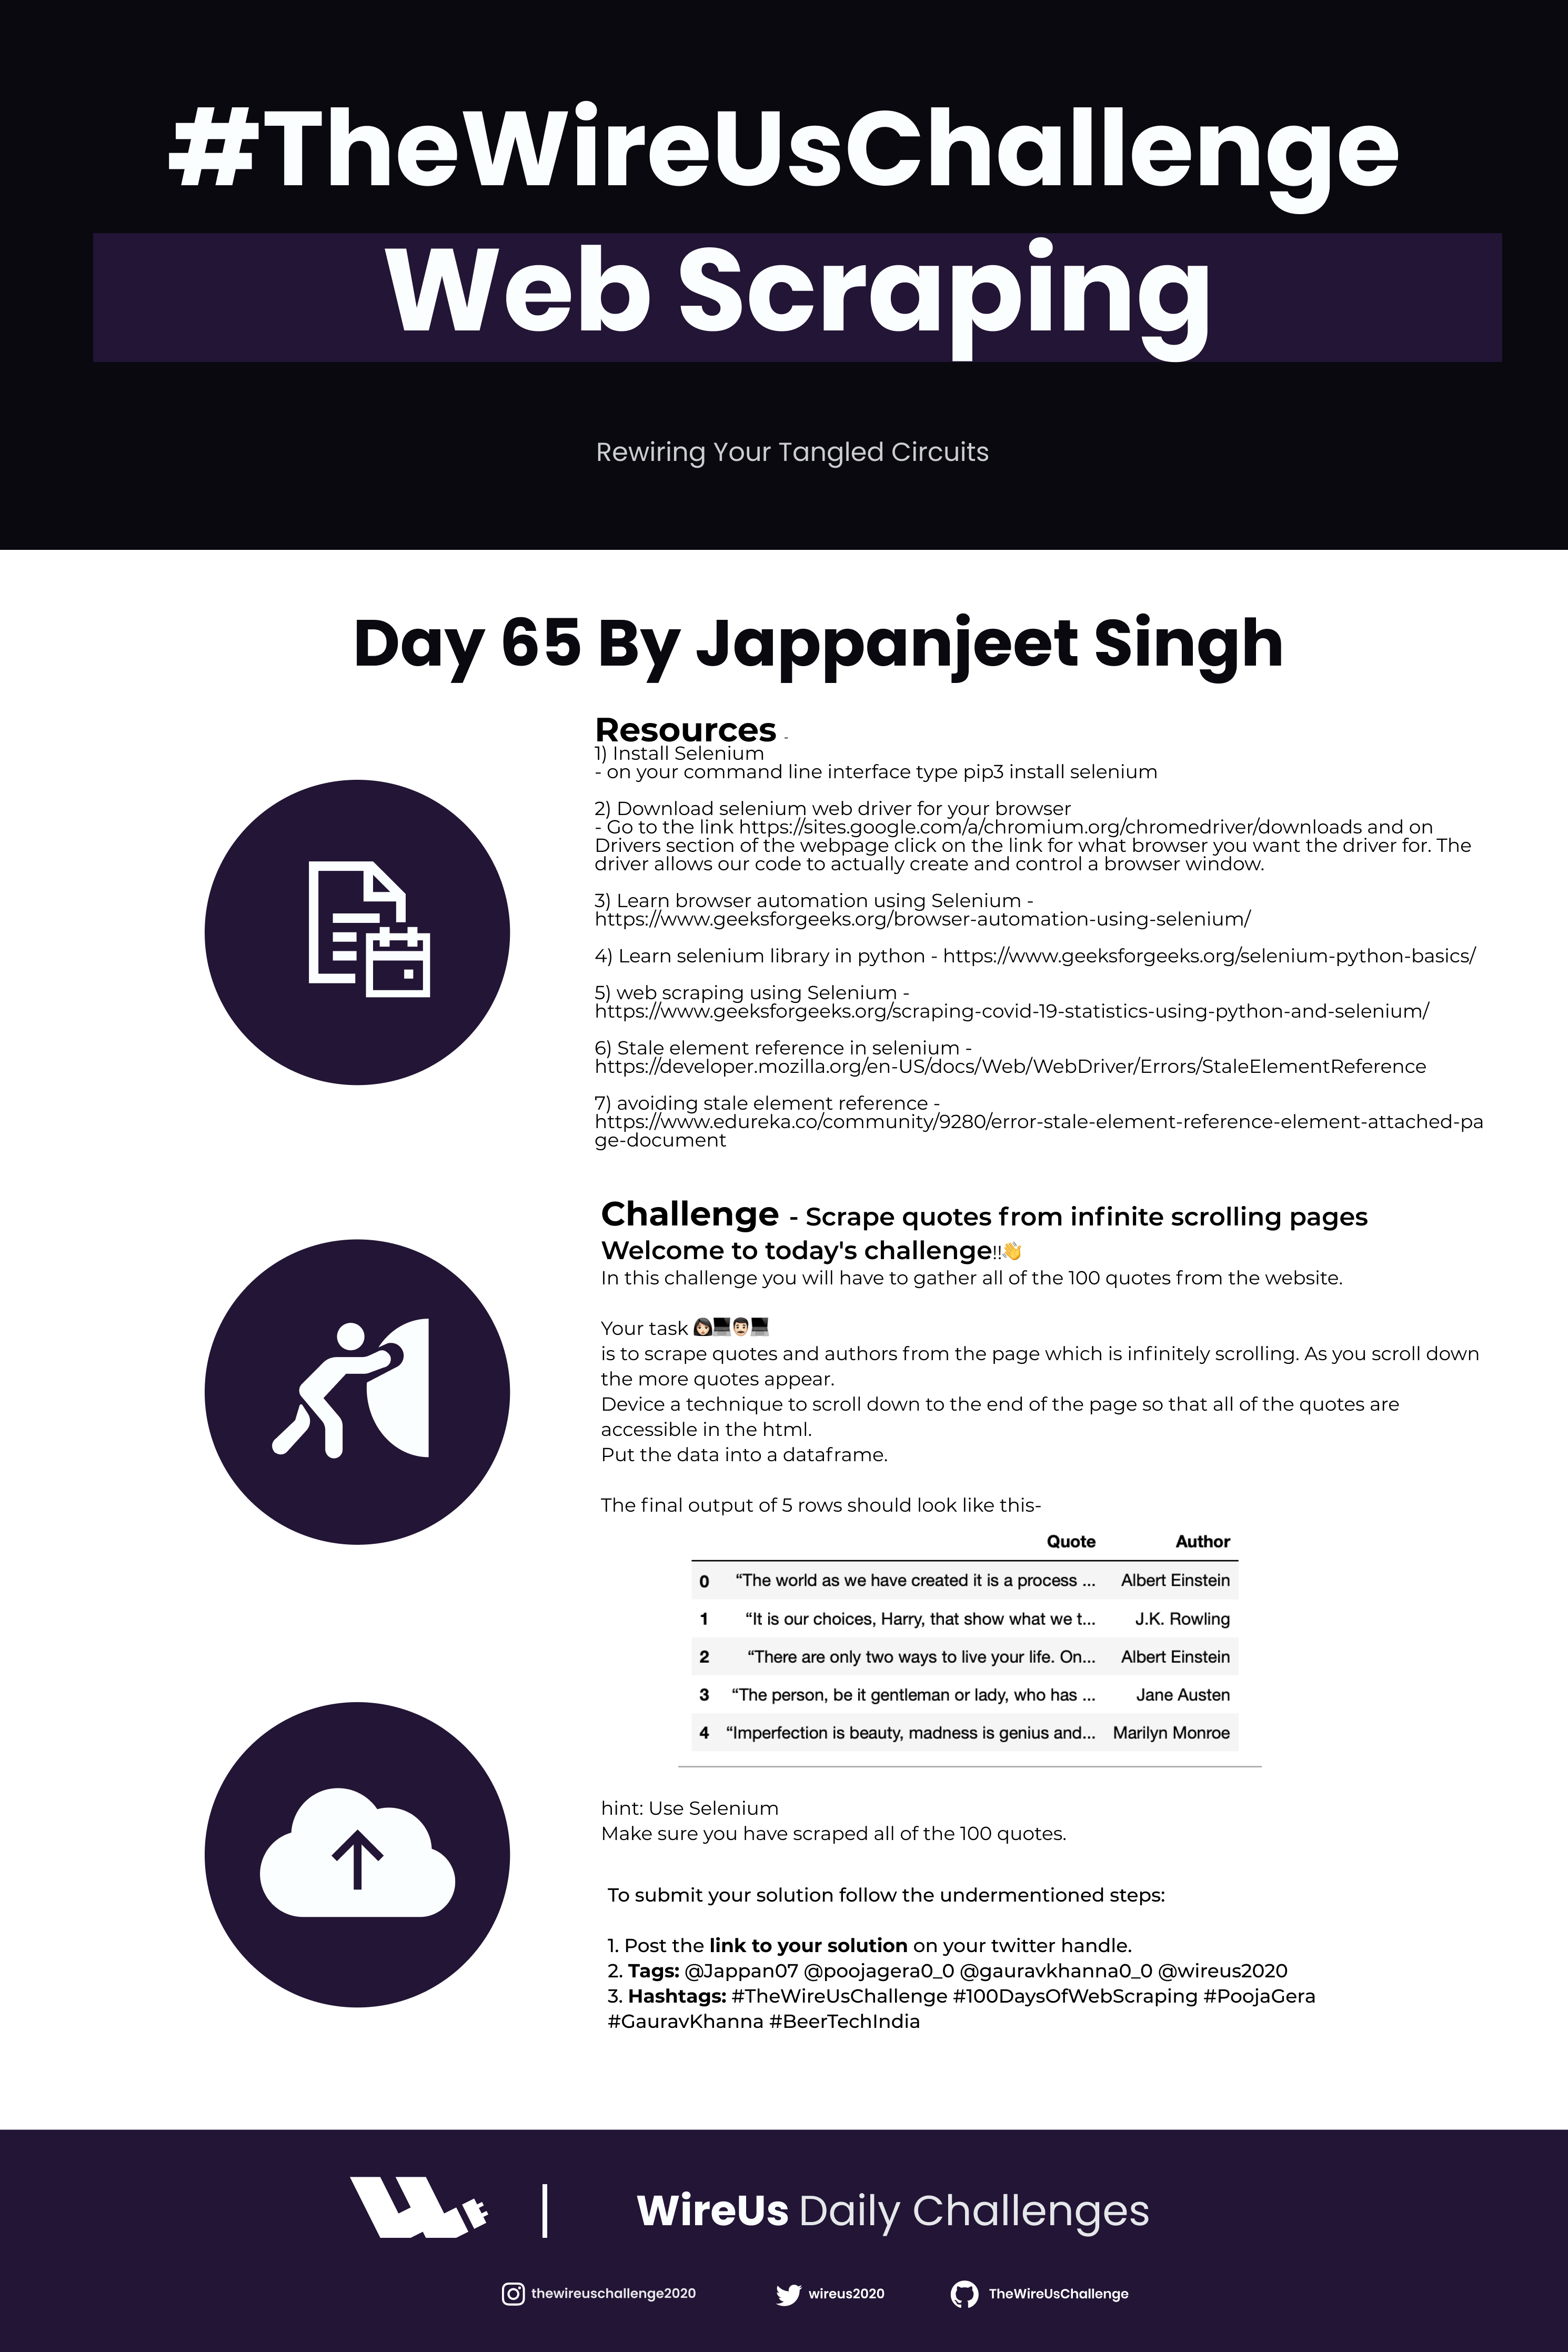 #TheWireUsChallenge
Web Scraping
Rewiring Your Tangled Circuits
Day 65 By Jappanjeet Singh
Resources -
1) Install Selenium
- on your command line interface type pip3 install selenium
2) Download selenium web driver for your browser
- Go to the link https://sites.google.com/a/chromium.org/chromedriver/downloads and on
Drivers section of the webpage click on the link for what browser you want the driver for. The
driver allows our code to actually create and control a browser window.
3) Learn browser automation using Selenium -
https://www.geeksforgeeks.org/browser-automation-using-selenium/
4) Learn selenium library in python - https://www.geeksforgeeks.org/selenium-python-basics/
5) web scraping using Selenium -
https://www.geeksforgeeks.org/scraping-covid-19-statistics-using-python-and-selenium/
6) Stale element reference in selenium -
https://developer.mozilla.org/en-US/docs/Web/WebDriver/Errors/StaleElementReference
7) avoiding stale element reference -
https://www.edureka.co/community/9280/error-stale-element-reference-element-attached-pa
ge-document
Challenge - Scrape quotes from infinite scrolling pages
Welcome to today's challenge!!👋
In this challenge you will have to gather all of the 100 quotes from the website.
Your task 👩💻👨💻
is to scrape quotes and authors from the page which is infinitely scrolling. As you scroll down
the more quotes appear.
Device a technique to scroll down to the end of the page so that all of the quotes are
accessible in the html.
Put the data into a dataframe.
The final output of 5 rows should look like this-
Quote Author
0 “The world as we have created it is a process ... Albert Einstein
1 “It is our choices, Harry, that show what we t... J.K. Rowling
2 “There are only two ways to live your life. On... Albert Einstein
3 “The person, be it gentleman or lady, who has ... Jane Austen
4 “Imperfection is beauty, madness is genius and... Marilyn Monroe
hint: Use Selenium
Make sure you have scraped all of the 100 quotes.
To submit your solution follow the undermentioned steps:
1. Post the link to your solution on your twitter handle.
2. Tags: @Jappan07 @poojagera0_0 @gauravkhanna0_0 @wireus2020
3. Hashtags: #TheWireUsChallenge #100DaysOfWebScraping #PoojaGera
#GauravKhanna #BeerTechIndia
WireUs Daily Challenges
thewireuschallenge2020 wireus2020 TheWireUsChallenge